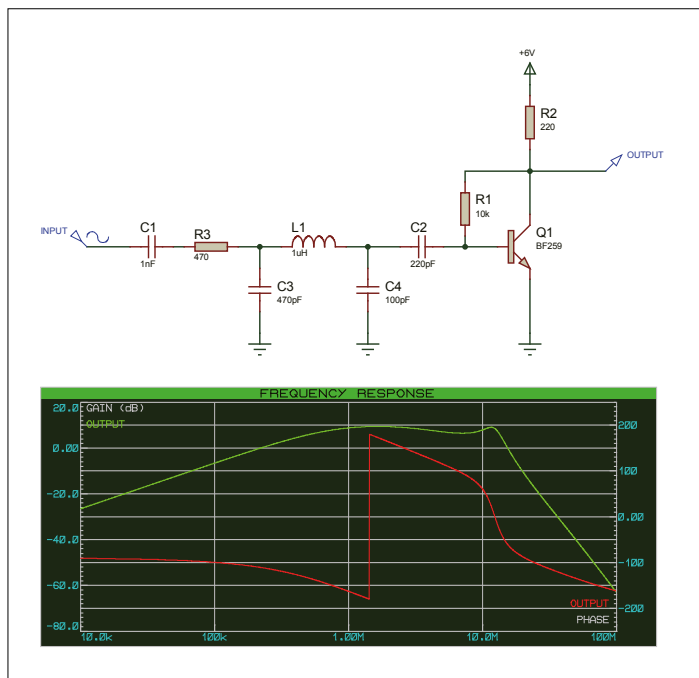 +6V
R2
220
OUTPUT
R1
10k
INPUT
C1
1nF
R3
470
L1
1uH
C2
220pF
Q1
BF259
C3
470pF
C4
100pF
FREQUENCY RESPONSE
20.0
GAIN (dB)
OUTPUT
200
0.00
100
-20.0
0.00
-40.0
-100
-60.0
OUTPUT
-200
PHASE
-80.0
10.0k
100k
1.00M
10.0M
100M